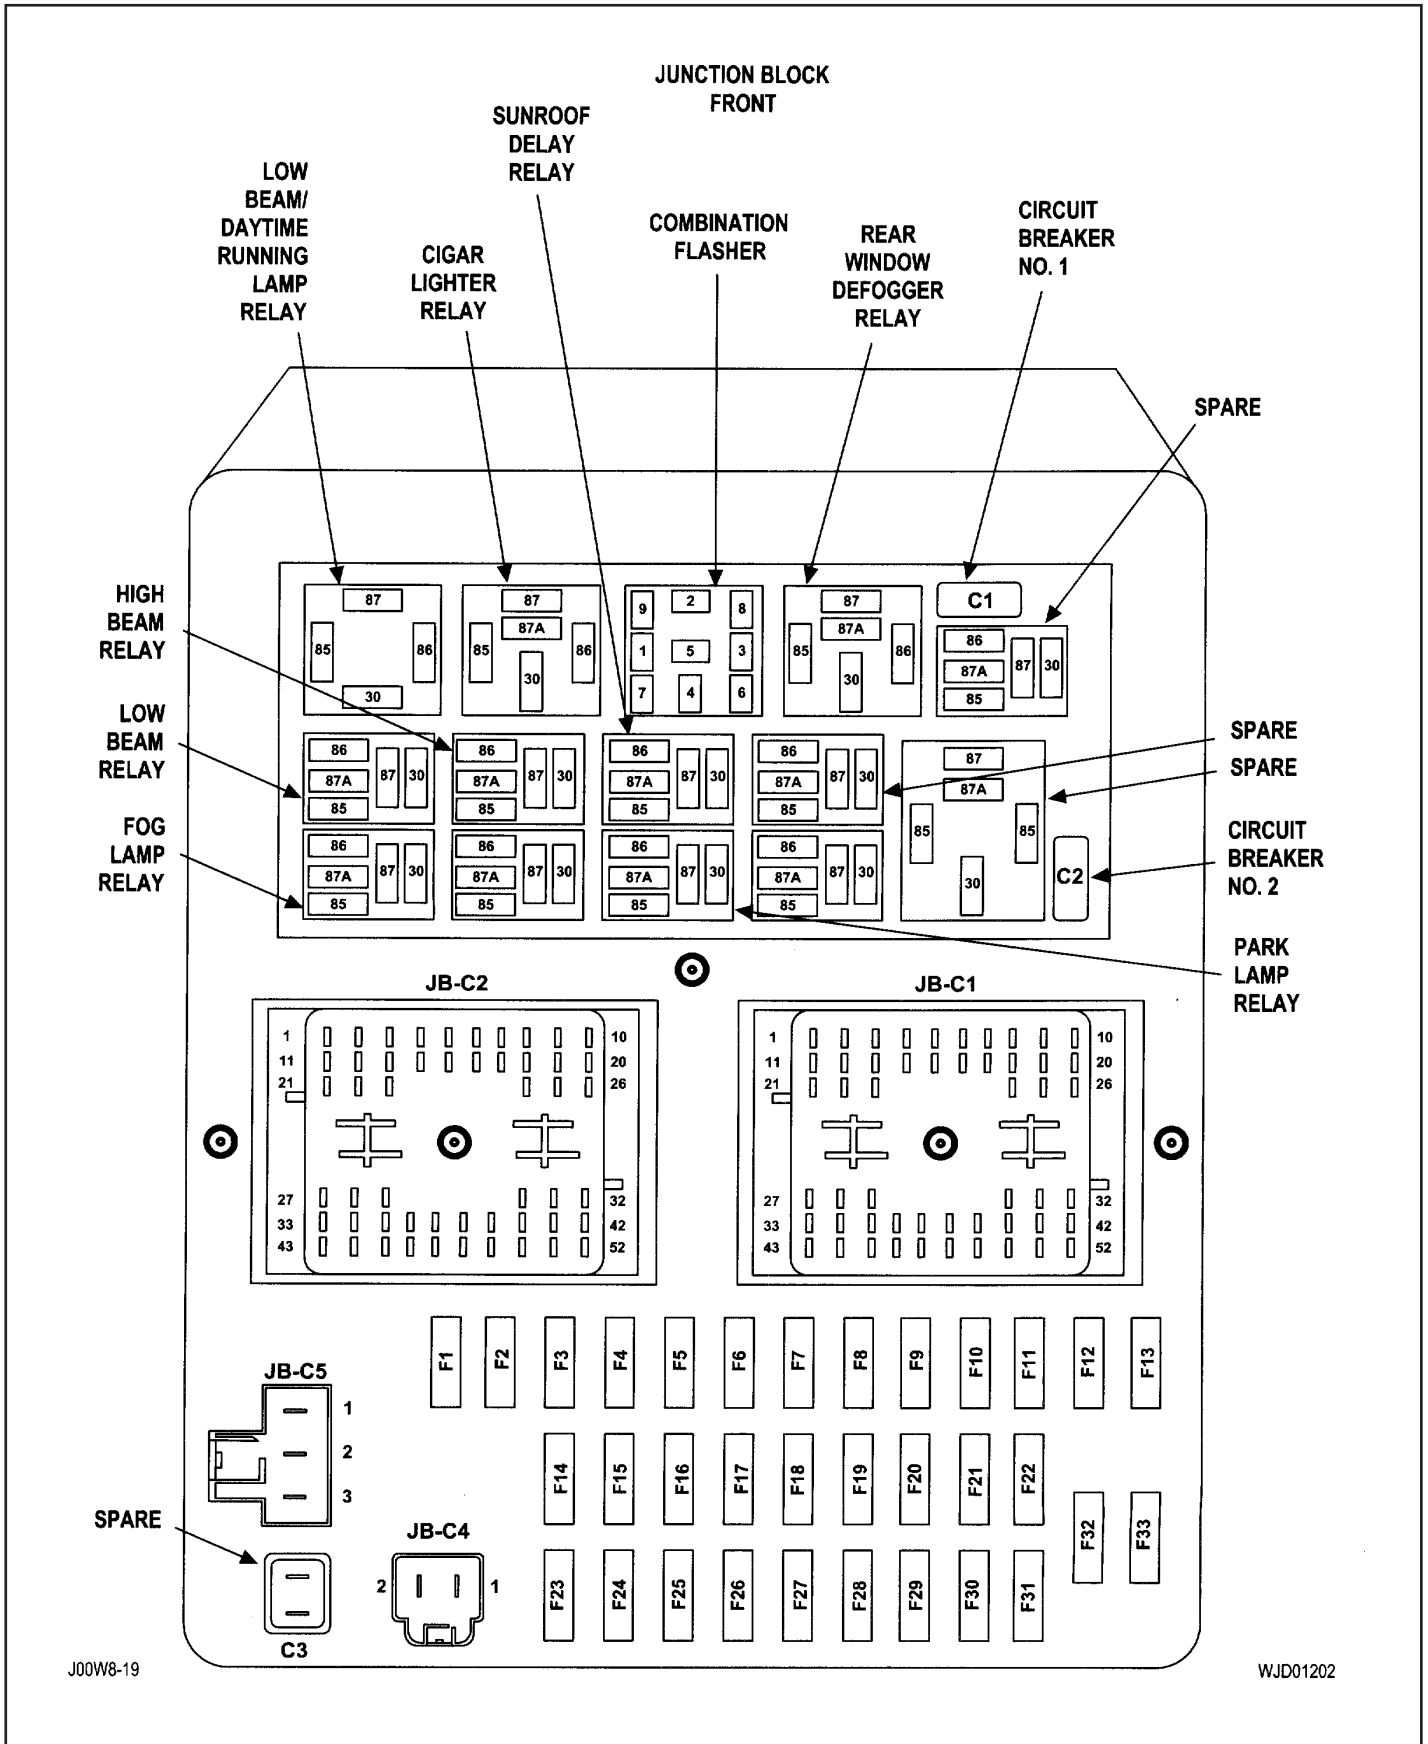 JUNCTION BLOCK
FRONT
SUNROOF
DELAY
RELAY
LOW
BEAM/
DAYTIME
RUNNING
LAMP
RELAY
CIGAR
LIGHTER
RELAY
COMBINATION
FLASHER
REAR
WINDOW
DEFOGGER
RELAY
CIRCUIT
BREAKER
NO. 1
SPARE
HIGH
BEAM
RELAY
LOW
BEAM
RELAY
FOG
LAMP
RELAY
87
85
86
30
87
87A
85
86
30
9
2
8
1
5
3
7
4
6
87
87A
85
86
30
C1
86
87A
85
87
30
86
87A
85
87
30
86
87A
85
87
30
86
87A
85
87
30
86
87A
85
87
30
87
87A
85
85
30
C2
86
87A
85
87
30
86
87A
85
87
30
86
87A
85
87
30
86
87A
85
87
30
SPARE
SPARE
CIRCUIT
BREAKER
NO. 2
PARK
LAMP
RELAY
JB-C2
1
10
11
20
21
26
27
32
33
42
43
52
JB-C1
1
10
11
20
21
26
27
32
33
42
43
52
F1
F2
F3
F4
F5
F6
F7
F8
F9
F10
F11
F12
F13
JB-C5
1
2
3
F14
F15
F16
F17
F18
F19
F20
F21
F22
F32
F33
SPARE
C3
JB-C4
2
1
F23
F24
F25
F26
F27
F28
F29
F30
F31
J00W8-19
WJD01202